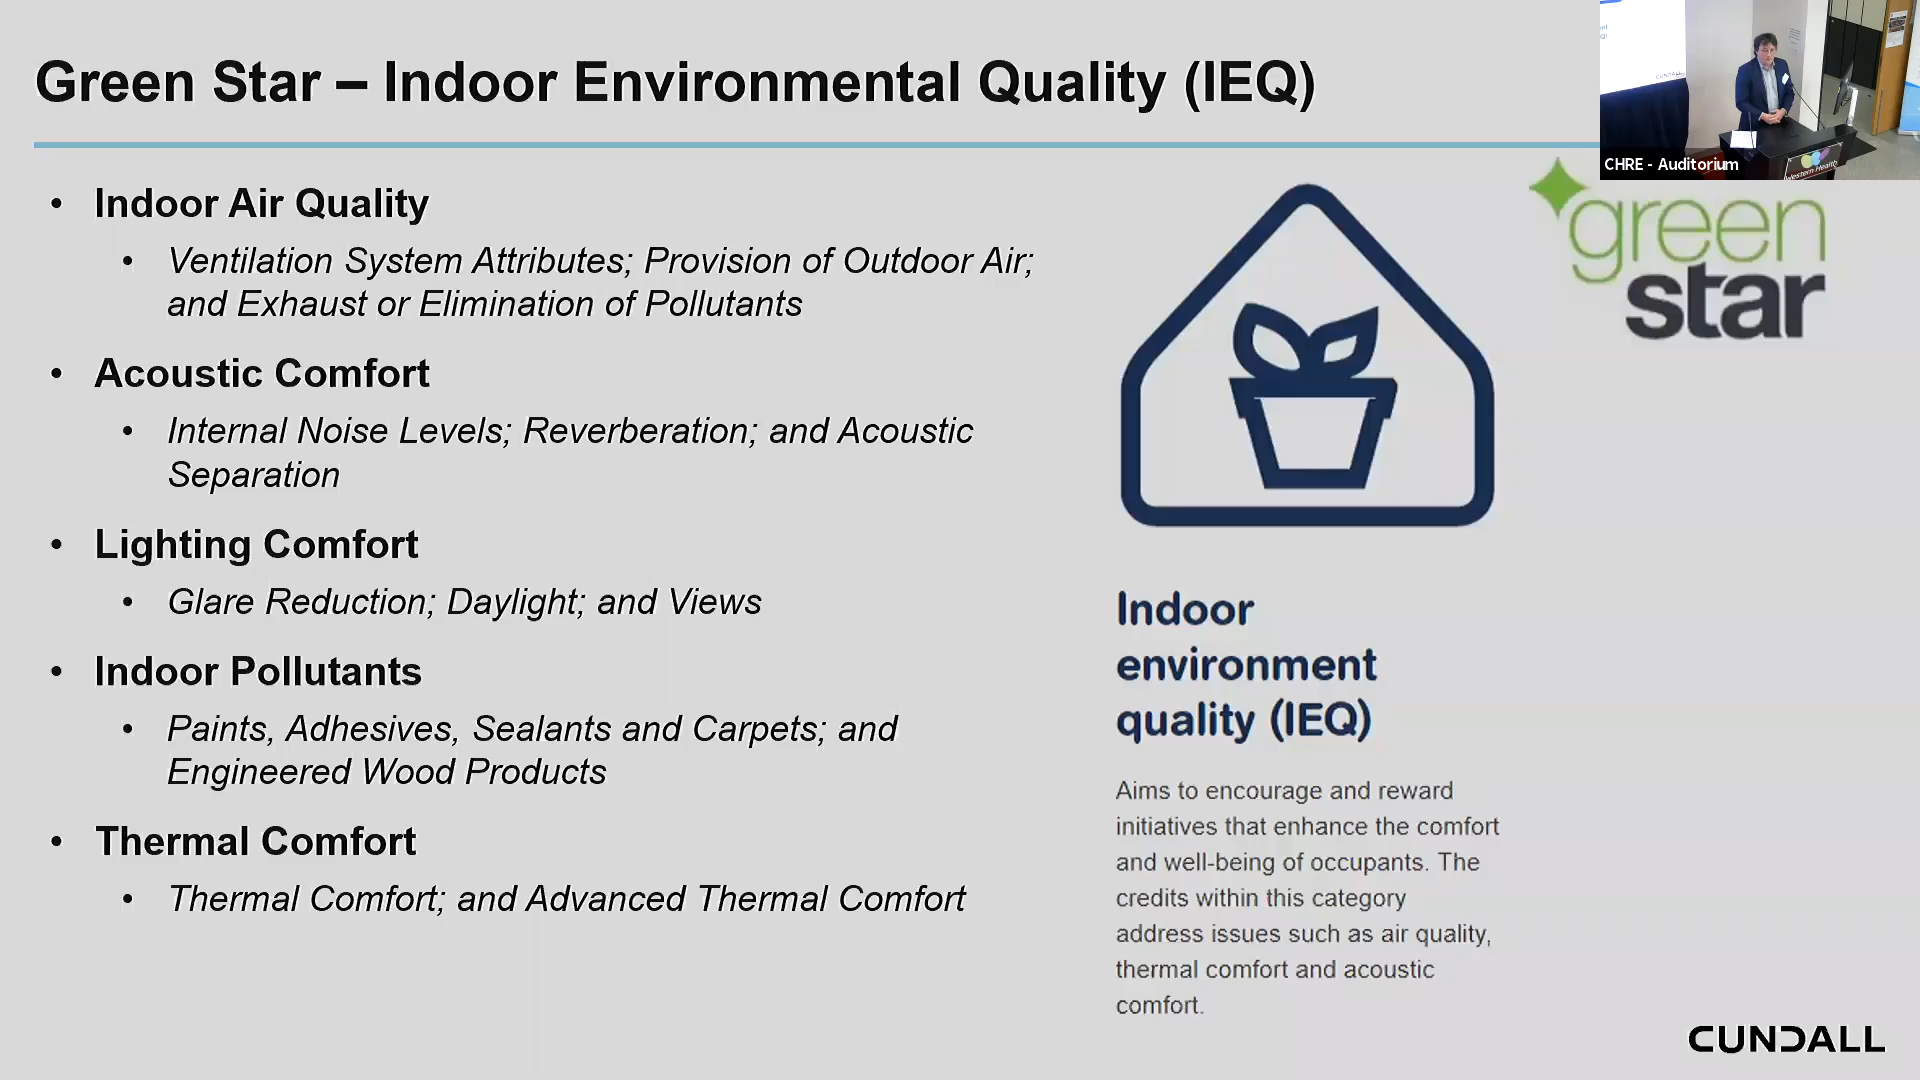 Green Star – Indoor Environmental Quality (IEQ)
• Indoor Air Quality
• Ventilation System Attributes; Provision of Outdoor Air;
and Exhaust or Elimination of Pollutants
• Acoustic Comfort
• Internal Noise Levels; Reverberation; and Acoustic
Separation
• Lighting Comfort
• Glare Reduction; Daylight; and Views
• Indoor Pollutants
• Paints, Adhesives, Sealants and Carpets; and
Engineered Wood Products
• Thermal Comfort
• Thermal Comfort; and Advanced Thermal Comfort
Indoor
environment
quality (IEQ)
Aims to encourage and reward
initiatives that enhance the comfort
and well-being of occupants. The
credits within this category
address issues such as air quality,
thermal comfort and acoustic
comfort.
green
star
CHRE - Auditorium
Western Health
CUNDALL